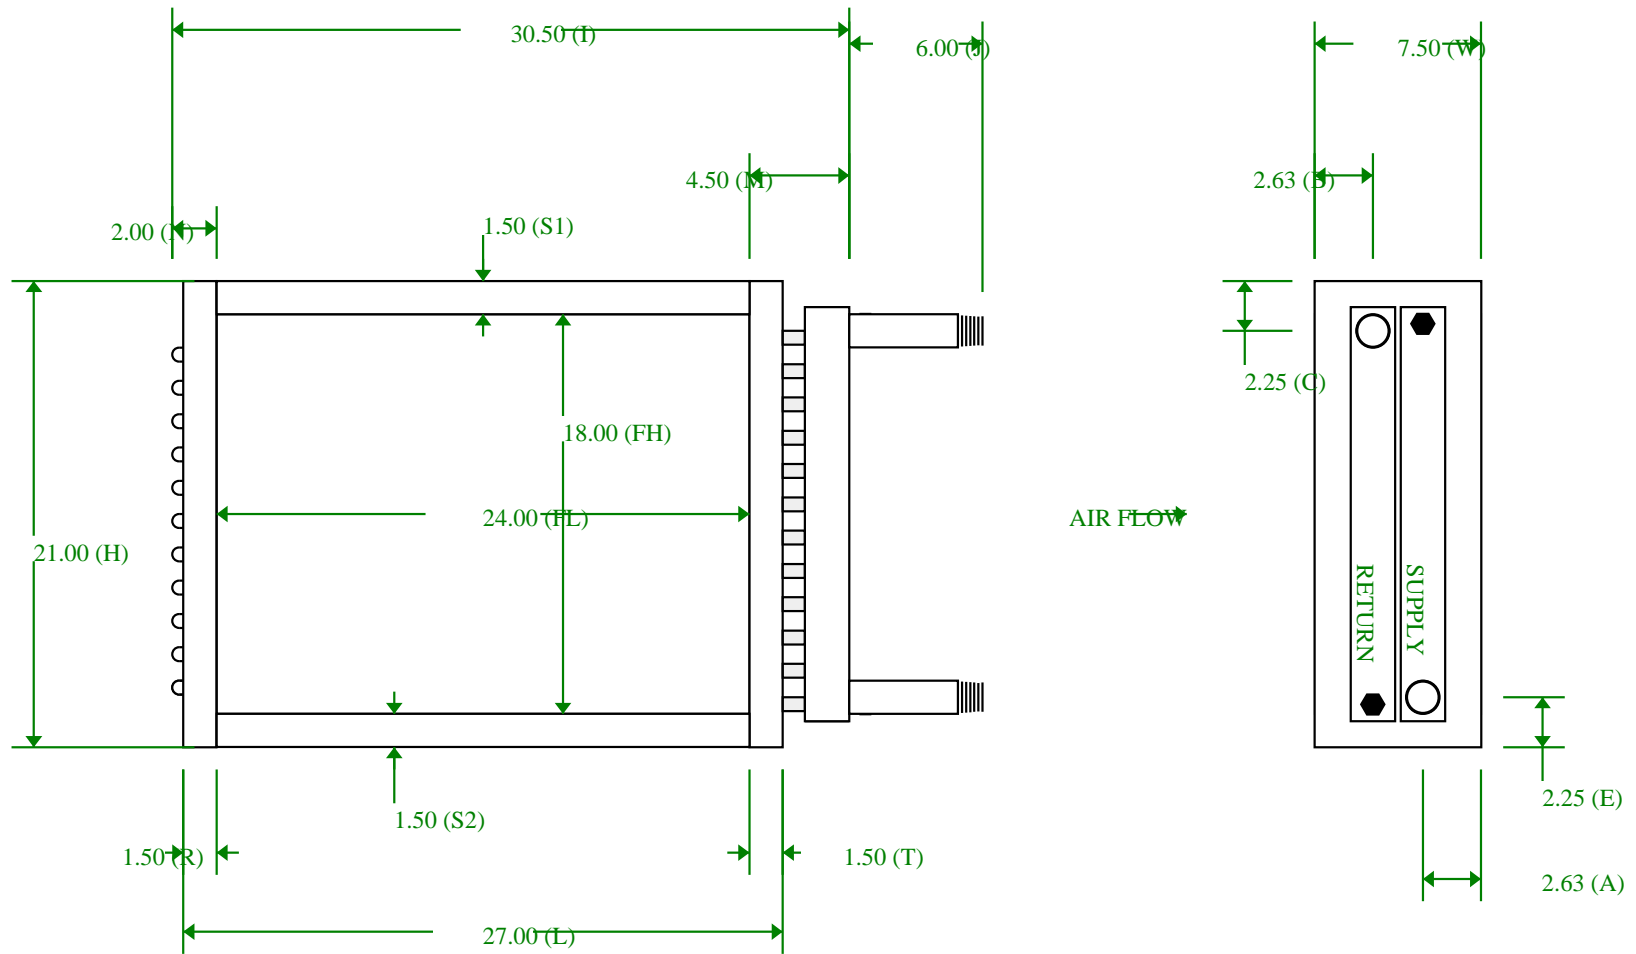 30.50 (I)
6.00 (J)
7.50 (W)
4.50 (M)
2.63 (B)
2.00 (N)
1.50 (S1)
2.25 (C)
18.00 (FH)
24.00 (FL)
AIR FLOW
21.00 (H)
RETURN
SUPPLY
2.25 (E)
1.50 (S2)
1.50 (R)
1.50 (T)
2.63 (A)
27.00 (L)